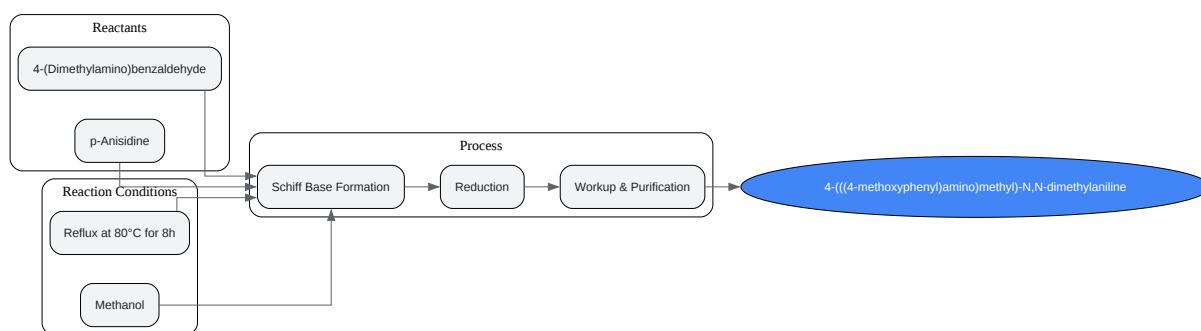 Reactants
4-(Dimethylamino)benzaldehyde
p-Anisidine
Reaction Conditions
Reflux at 80°C for 8h
Methanol
Process
Schiff Base Formation
Reduction
Workup & Purification
4-(((4-methoxyphenyl)amino)methyl)-N,N-dimethylaniline